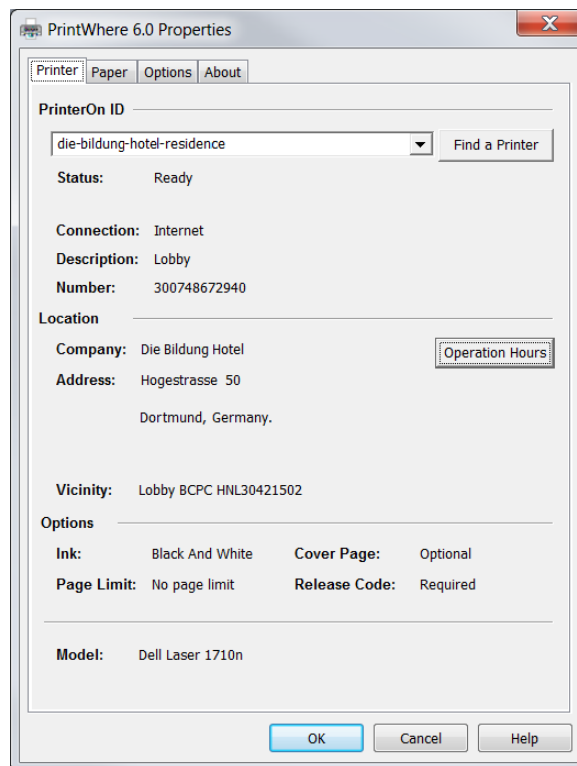 PrintWhere 6.0 Properties
Printer Paper Options About
PrinterOn ID
die-bildung-hotel-residence Find a Printer
Status: Ready
Connection: Internet
Description: Lobby
Number: 300748672940
Location
Company: Die Bildung Hotel Operation Hours
Address: Hogestrasse 50
Dortmund, Germany.
Vicinity: Lobby BCPC HNL30421502
Options
Ink: Black And White Cover Page: Optional
Page Limit: No page limit Release Code: Required
Model: Dell Laser 1710n
OK Cancel Help